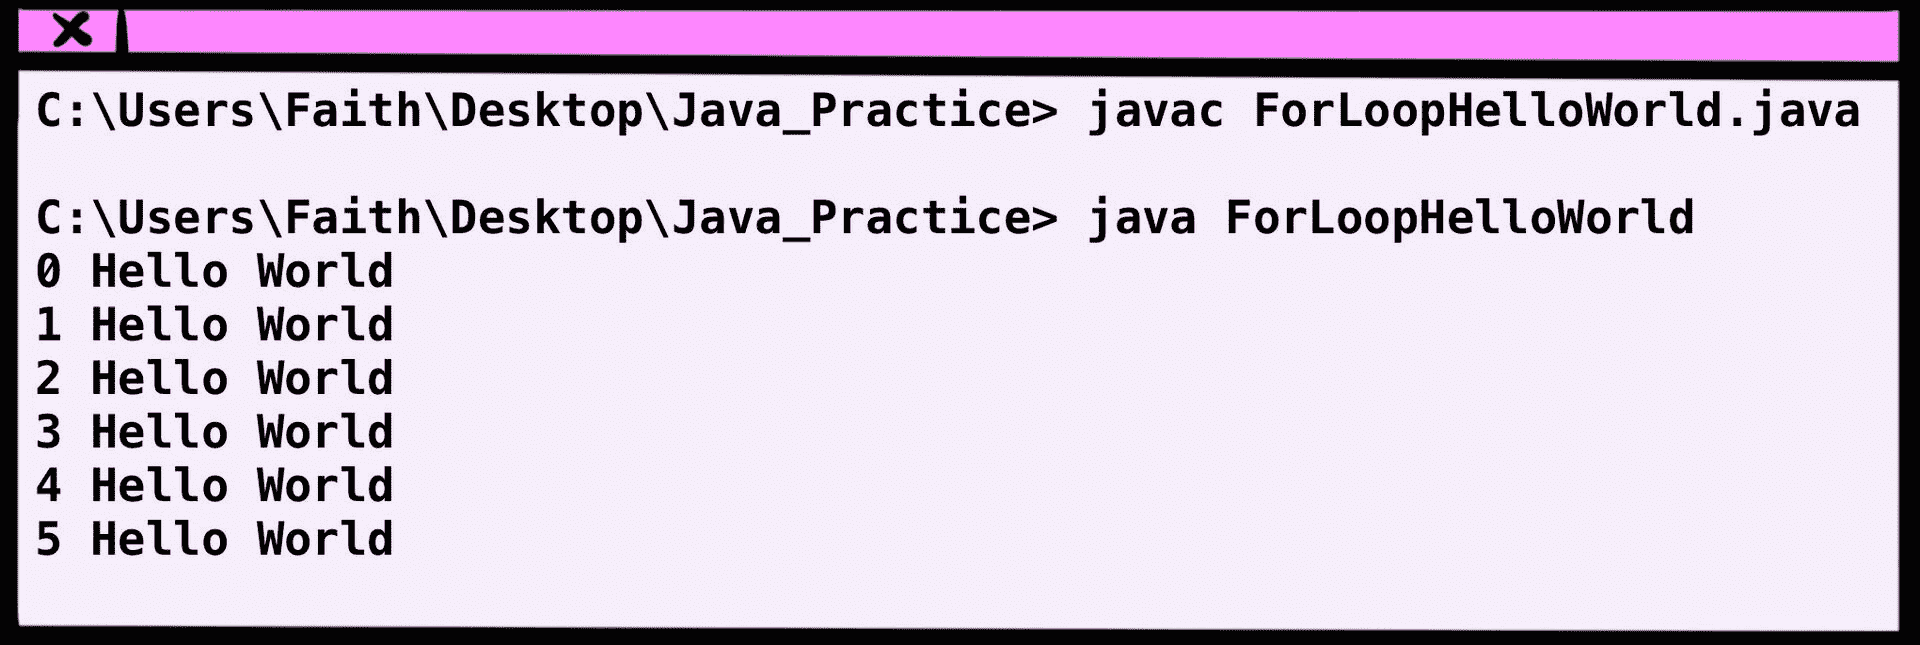 C:\Users\Faith\Desktop\Java_Practice> javac ForLoopHelloWorld.java
C:\Users\Faith\Desktop\Java_Practice> java ForLoopHelloWorld
0 Hello World
1 Hello World
2 Hello World
3 Hello World
4 Hello World
5 Hello World